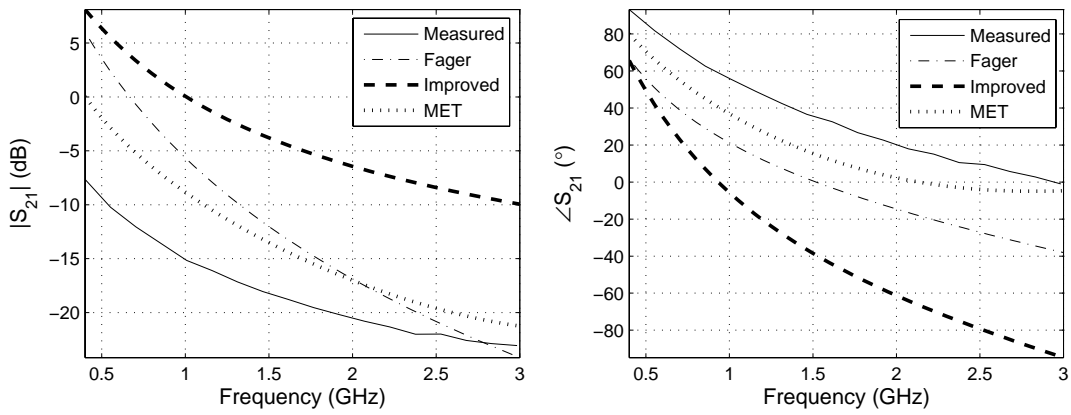 Measured
Fager
Improved
MET
5
0
−5
−10
−15
−20
0.5 1 1.5 2 2.5 3
|S21| (dB)
Frequency (GHz)
Measured
Fager
Improved
MET
80
60
40
20
0
−20
−40
−60
−80
0.5 1 1.5 2 2.5 3
∠S21 (°)
Frequency (GHz)